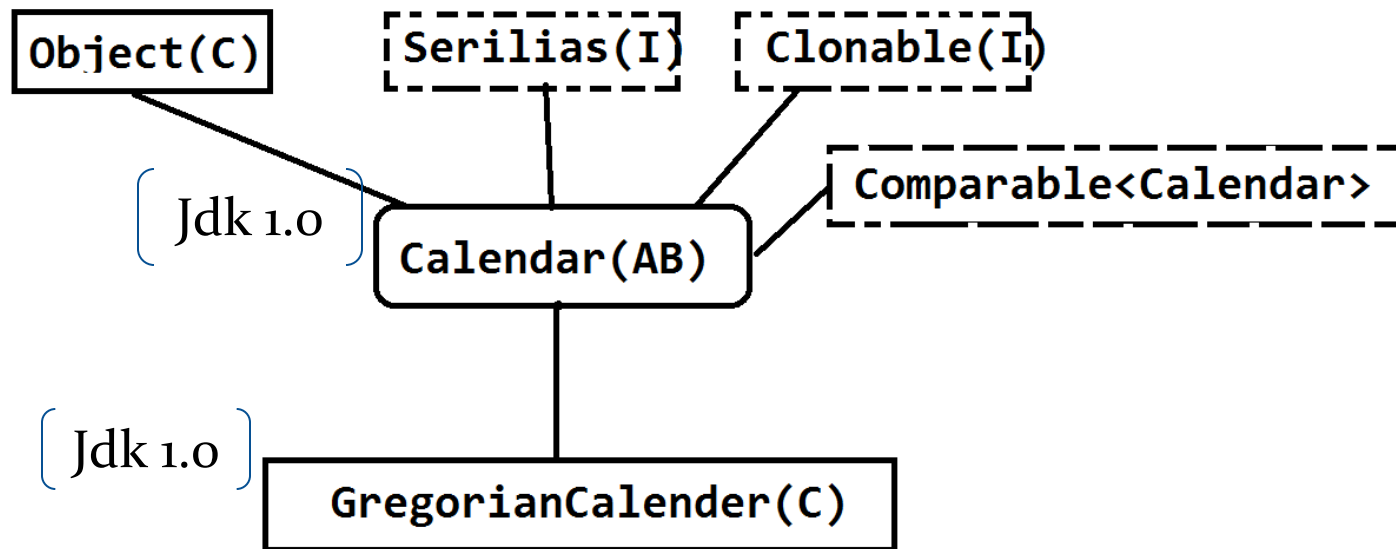 Object(C)
Serilias(I)
Clonable(I)
Comparable<Calendar>
Jdk 1.0
Calendar(AB)
Jdk 1.0
GregorianCalender(C)